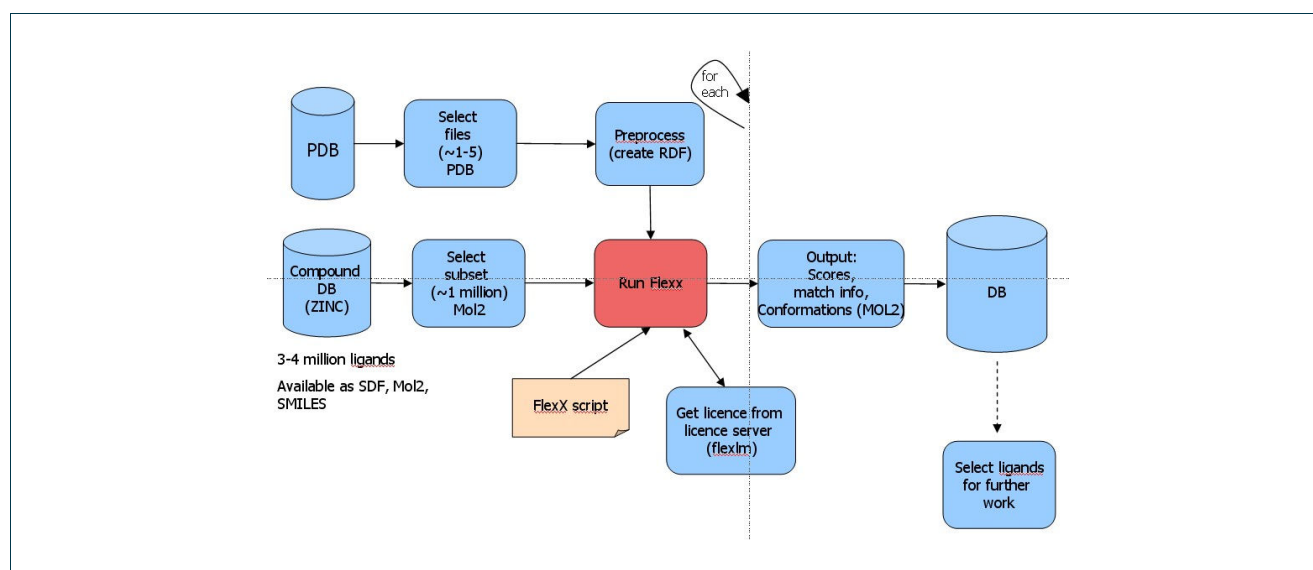 for
each
PDB
Select
files
(~1-5)
PDB
Preprocess
(create RDF)
Compound
DB
(ZINC)
Select
subset
(~1 million)
Mol2
Run Flexx
Output:
Scores,
match info,
Conformations (MOL2)
DB
3-4 million ligands
Available as SDF, Mol2,
SMILES
FlexX script
Get licence from
licence server
(flexlm)
Select ligands
for further
work